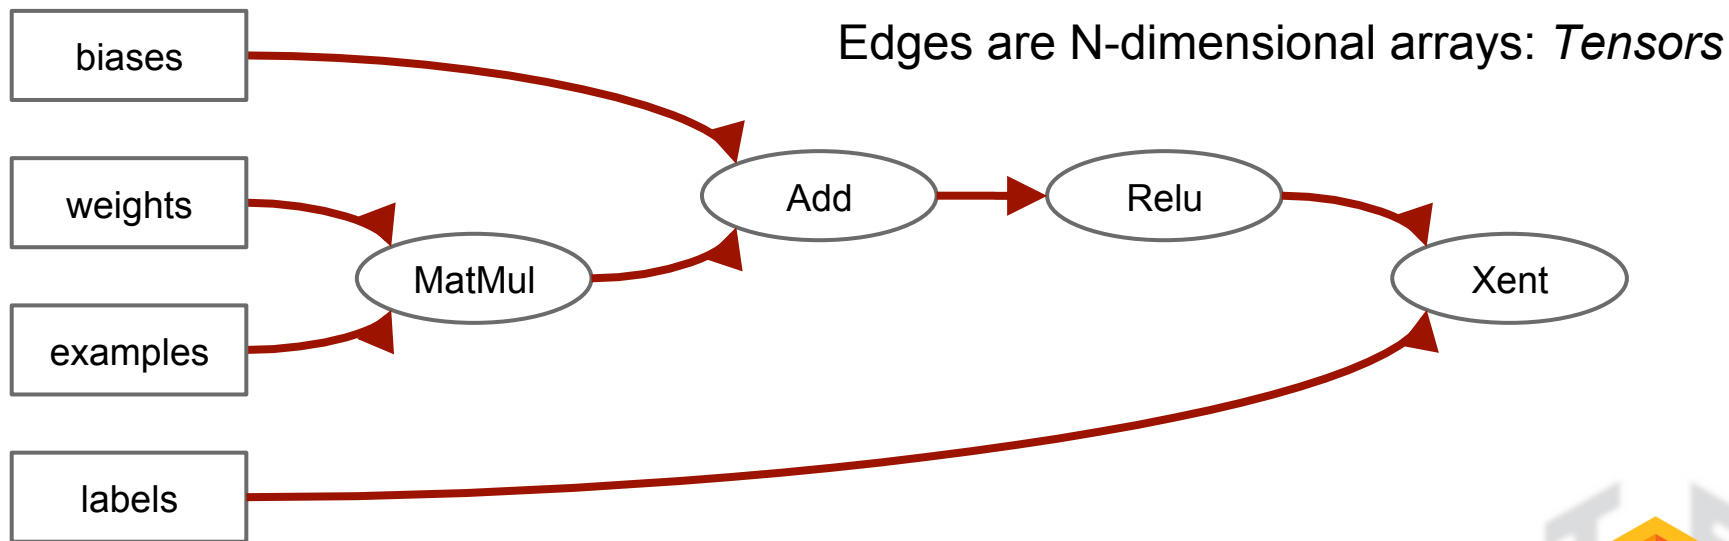 Edges are N-dimensional arrays: Tensors
biases
weights
examples
labels
MatMul
Add
Relu
Xent